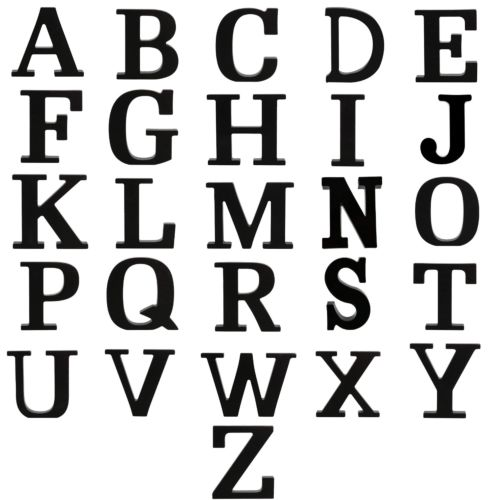 A B C D E
F G H I J
K L M N O
P Q R S T
U V W X Y
Z